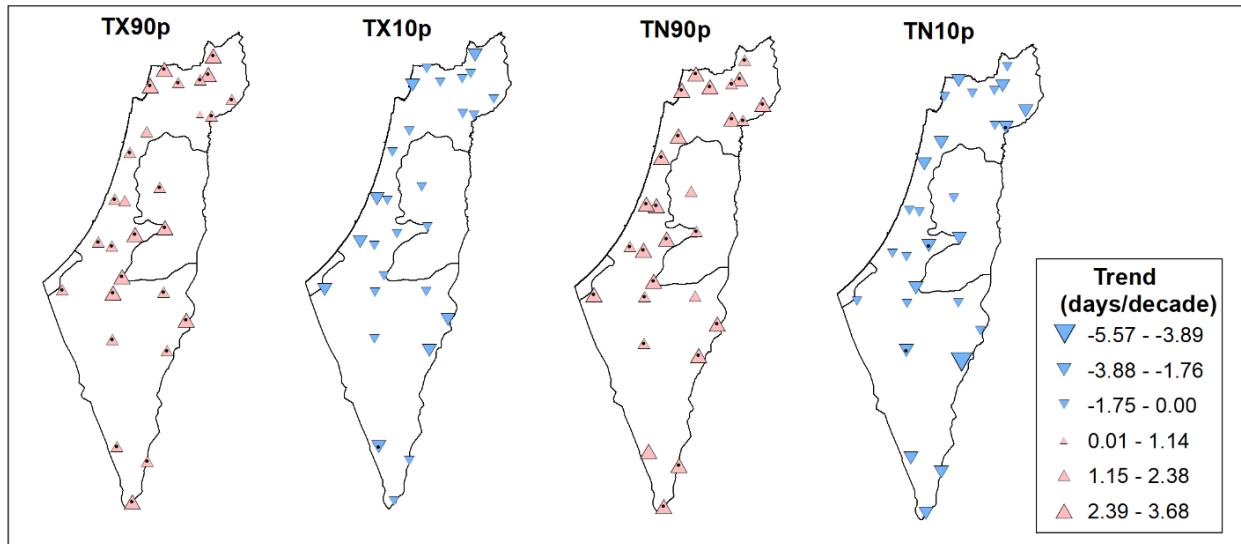 TX90p
TX10p
TN90p
TN10p
Trend
(days/decade)
-5.57 - -3.89
-3.88 - -1.76
-1.75 - 0.00
0.01 - 1.14
1.15 - 2.38
2.39 - 3.68